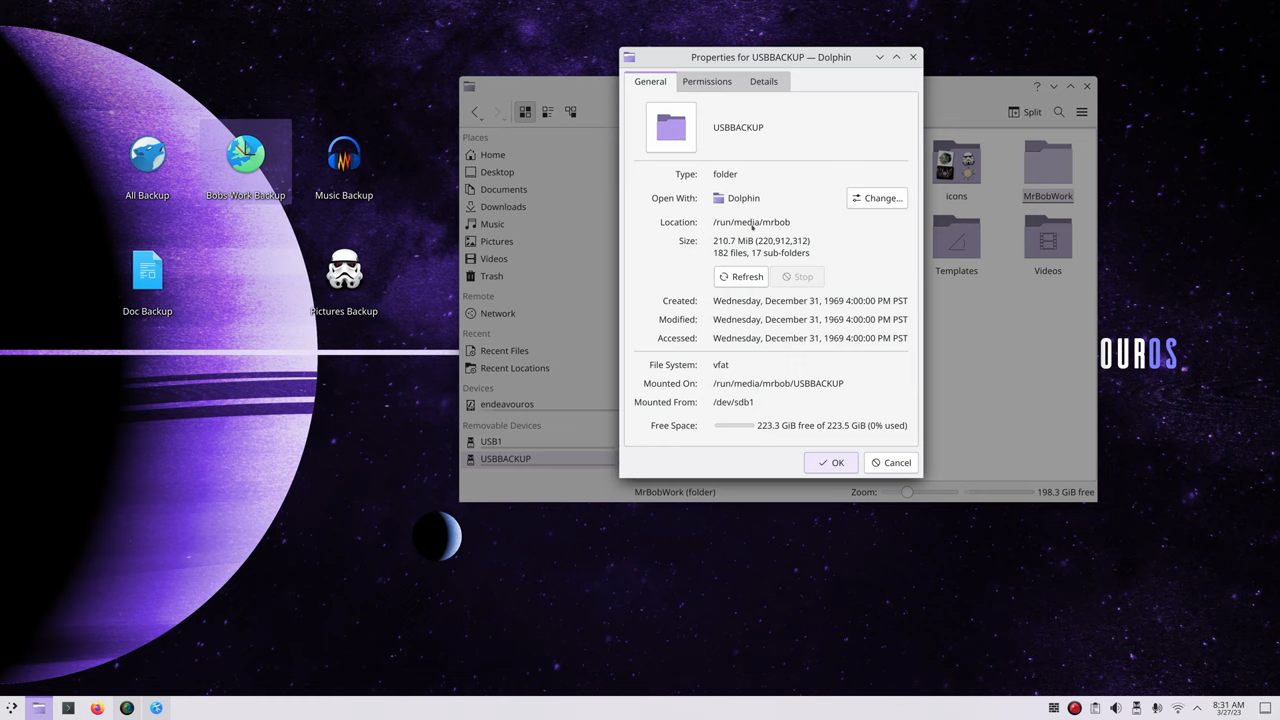 All Backup
Bobs Work Backup
Music Backup
Doc Backup
Pictures Backup
?
Split
Places
Home
Desktop
Documents
Downloads
Music
Pictures
Videos
Trash
Remote
Network
Recent
Recent Files
Recent Locations
Devices
endeavouros
Removable Devices
USB1
USBBACKUP
Properties for USBBACKUP — Dolphin
General Permissions Details
USBBACKUP
Type: folder
Open With: Dolphin Change...
Location: /run/media/mrbob
Size: 210.7 MiB (220,912,312)
182 files, 17 sub-folders
Refresh Stop
Created: Wednesday, December 31, 1969 4:00:00 PM PST
Modified: Wednesday, December 31, 1969 4:00:00 PM PST
Accessed: Wednesday, December 31, 1969 4:00:00 PM PST
File System: vfat
Mounted On: /run/media/mrbob/USBBACKUP
Mounted From: /dev/sdb1
Free Space: 223.3 GiB free of 223.5 GiB (0% used)
OK Cancel
icons
MrBobWork
Templates
Videos
MrBobWork (folder)
Zoom:
198.3 GiB free
OUROS
8:31 AM
3/27/23